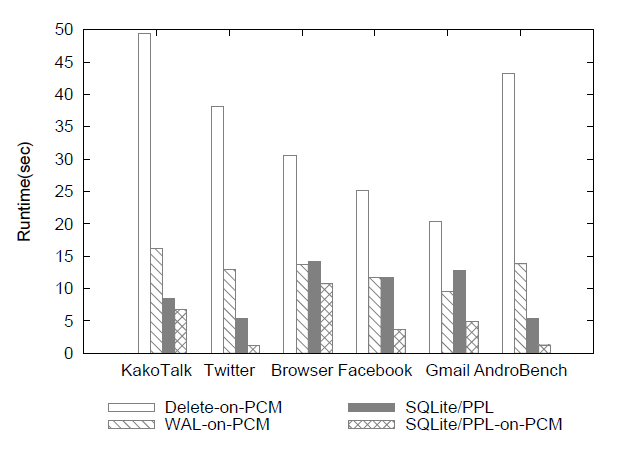 50
45
40
35
30
25
20
15
10
5
0
Runtime(sec)
KakoTalk Twitter Browser Facebook Gmail AndroBench
Delete-on-PCM SQLite/PPL
WAL-on-PCM SQLite/PPL-on-PCM